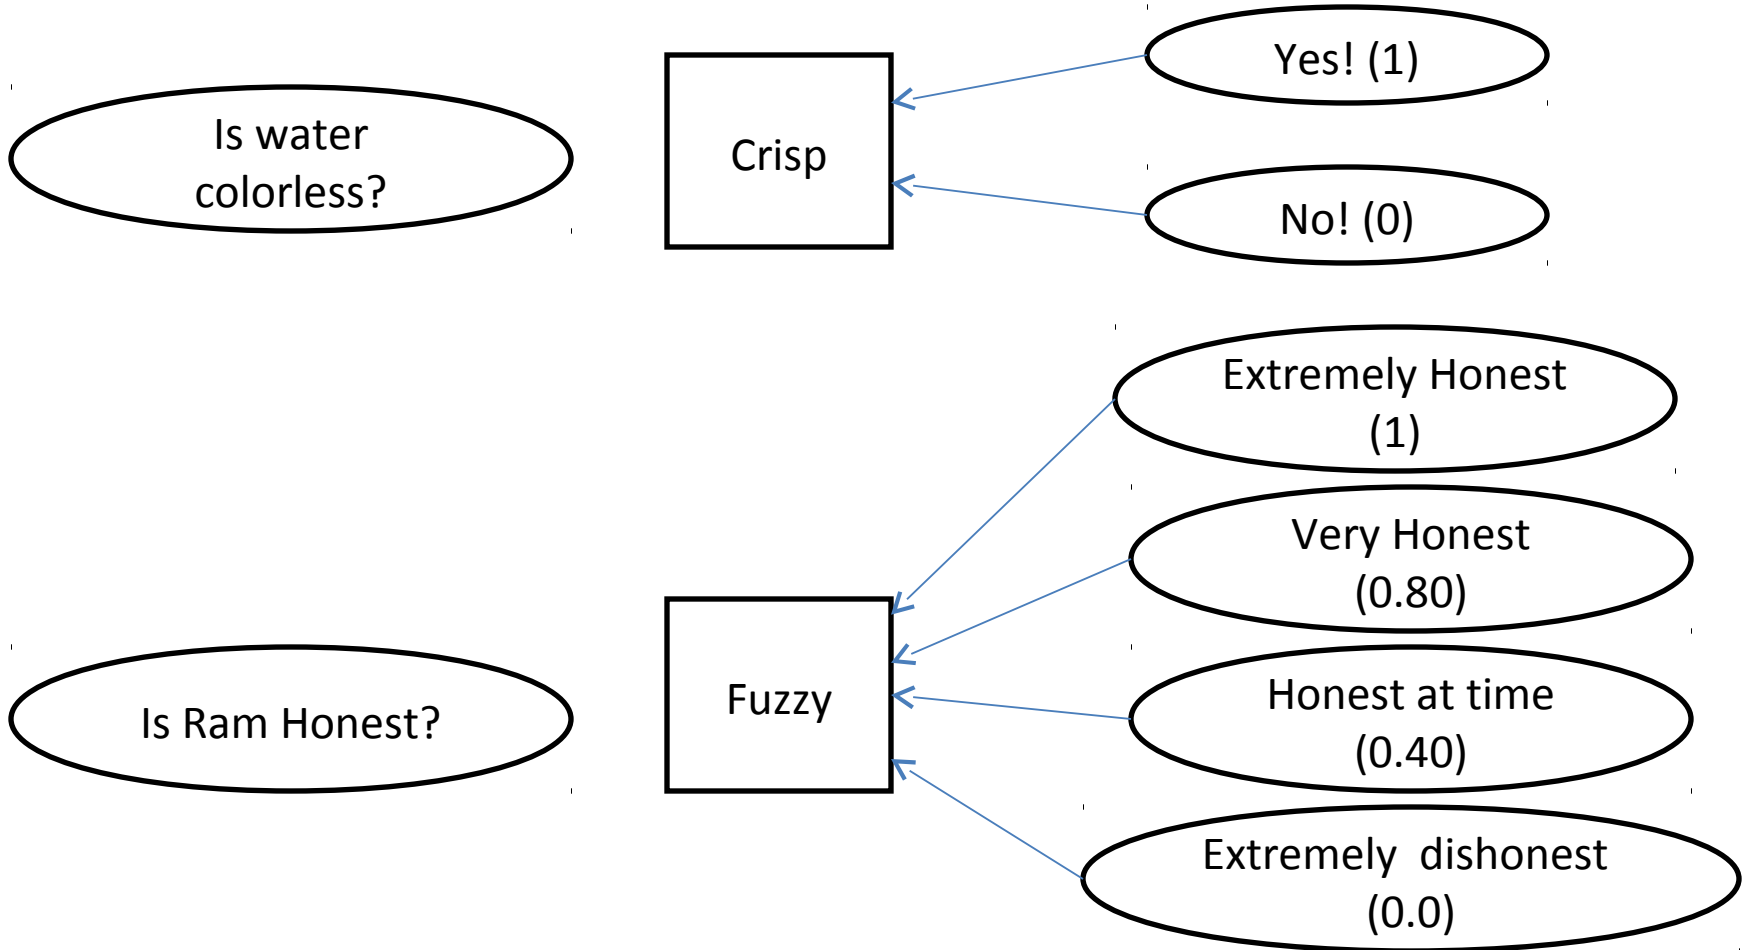 Is water
colorless?
Crisp
Yes! (1)
No! (0)
Is Ram Honest?
Fuzzy
Extremely Honest
(1)
Very Honest
(0.80)
Honest at time
(0.40)
Extremely  dishonest
(0.0)